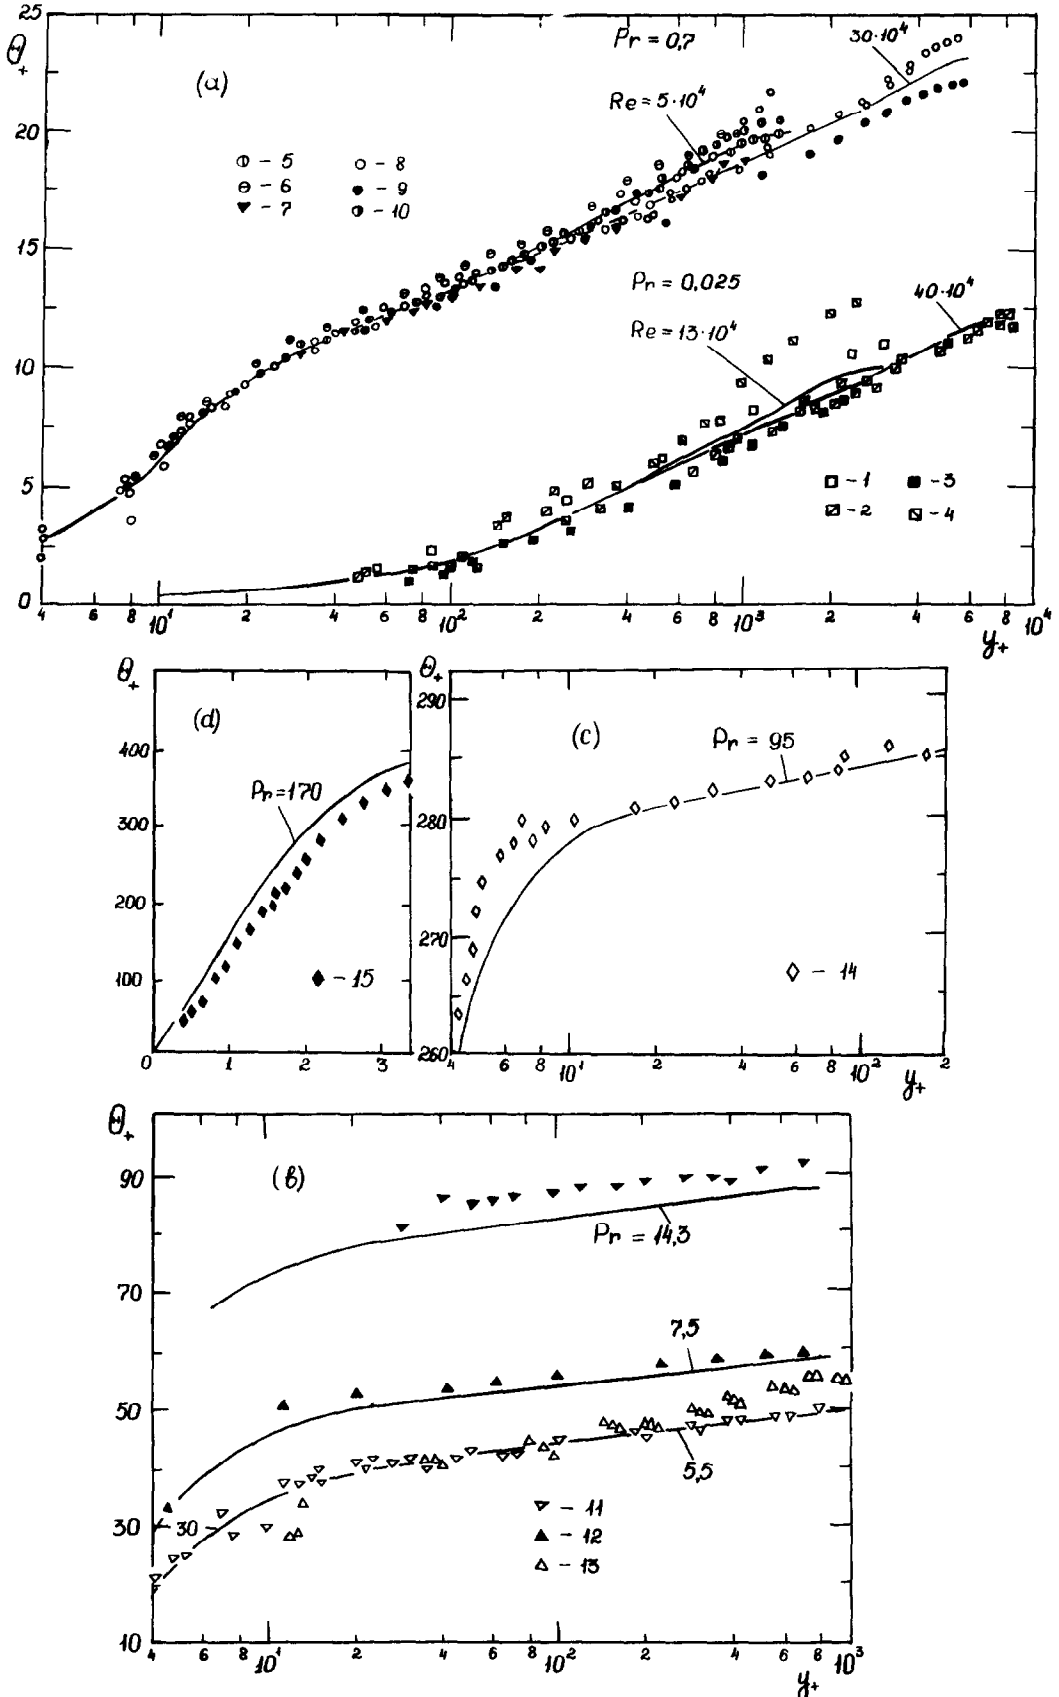 25
Θ₊
20
15
10
5
0
(a)
Pr = 0,7
30·10⁴
Re = 5·10⁴
⦶ - 5
○ - 8
⊖ - 6
- 9
▼ - 7
- 10
Pr = 0,025
40·10⁴
Re = 13·10⁴
□ - 1
■ - 3
- 2
- 4
4 6 8 10¹ 2 4 6 8 10² 2 4 6 8 10³ 2 4 6 8 10⁴
y₊
Θ₊
400
300
200
100
0 1 2 3
(d)
Pr = 170
♦ - 15
Θ₊
290
280
270
260
(c)
Pr = 95
◇ - 14
4 6 8 10¹ 2 4 6 8 10² 2
y₊
Θ₊
90
70
50
30
10
(b)
Pr = 14,3
7,5
5,5
30
▽ - 11
▲ - 12
△ - 13
4 6 8 10¹ 2 4 6 8 10² 2 4 6 8 10³
y₊